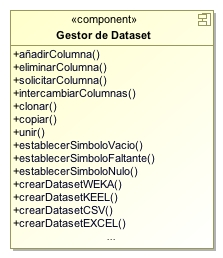 «component»
Gestor de Dataset
+añadirColumna()
+eliminarColumna()
+solicitarColumna()
+intercambiarColumnas()
+clonar()
+copiar()
+unir()
+establecerSimboloVacio()
+establecerSimboloFaltante()
+establecerSimboloNulo()
+crearDatasetWEKA()
+crearDatasetKEEL()
+crearDatasetCSV()
+crearDatasetEXCEL()
...